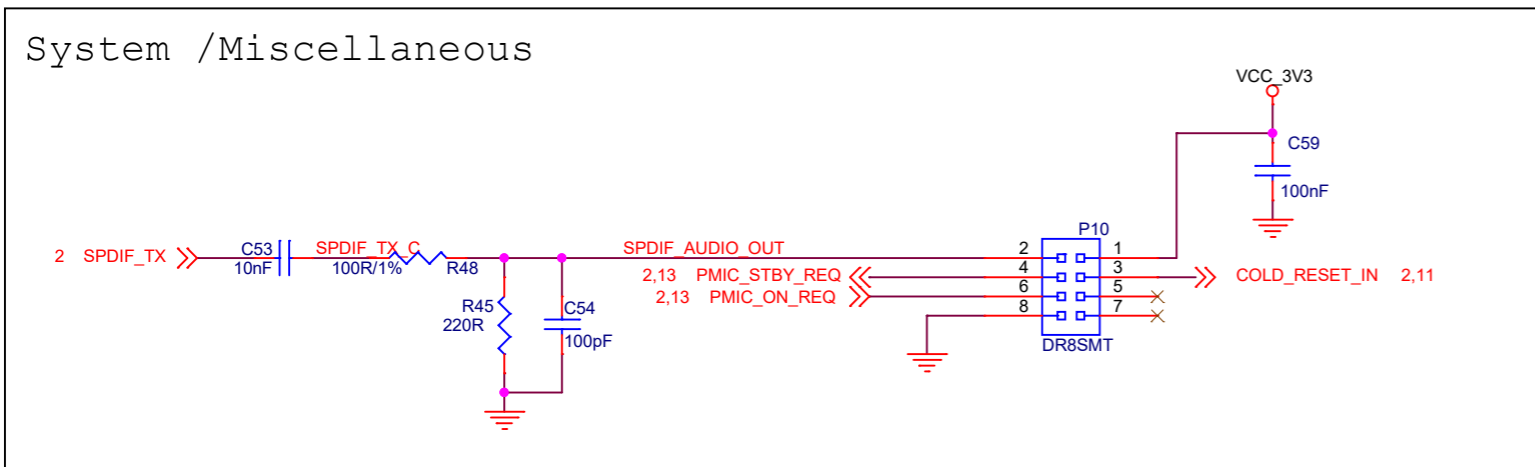 System /Miscellaneous
VCC_3V3
C59
100nF
P10
2 SPDIF_TX
C53
10nF
SPDIF_TX_C
100R/1%
R48
SPDIF_AUDIO_OUT
2 1
2,13 PMIC_STBY_REQ
4 3
COLD_RESET_IN 2,11
2,13 PMIC_ON_REQ
6 5
8 7
R45
220R
C54
100pF
DR8SMT